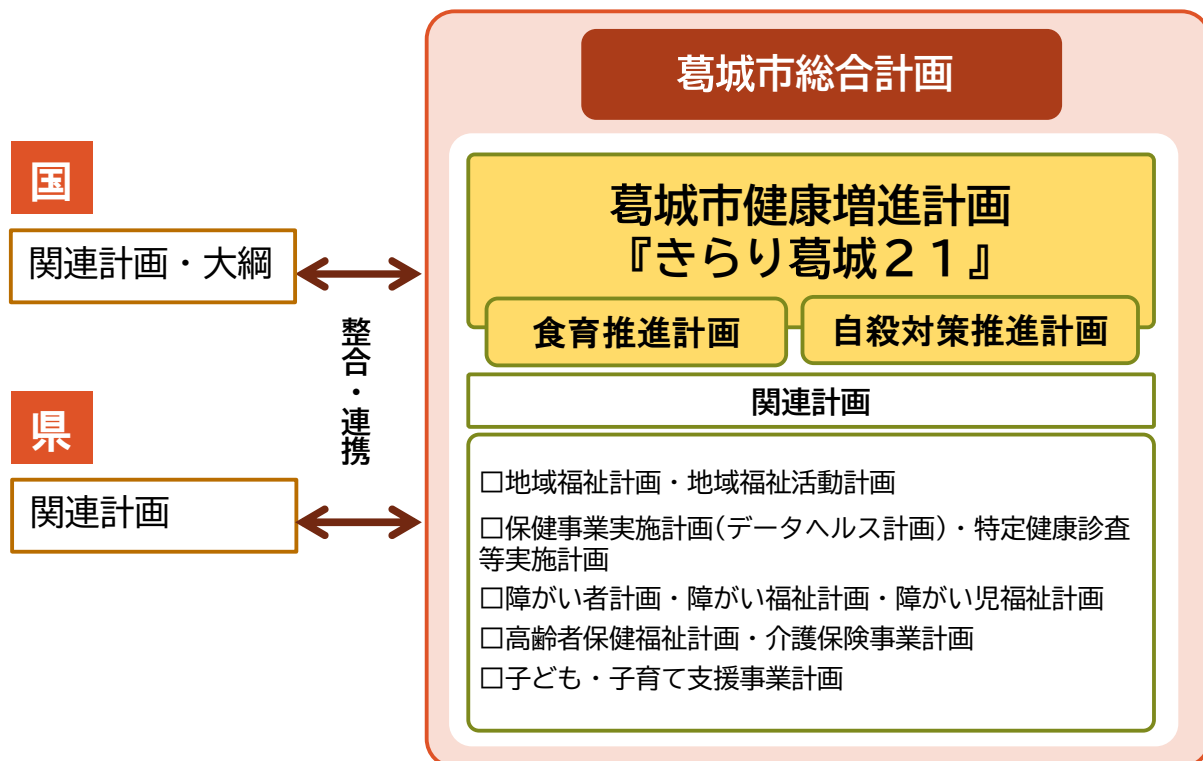 葛城市総合計画
国
関連計画・大綱
整合・連携
県
関連計画
葛城市健康増進計画
『きらり葛城２１』
食育推進計画
自殺対策推進計画
関連計画
□地域福祉計画・地域福祉活動計画
□保健事業実施計画(データヘルス計画)・特定健康診査
等実施計画
□障がい者計画・障がい福祉計画・障がい児福祉計画
□高齢者保健福祉計画・介護保険事業計画
□子ども・子育て支援事業計画